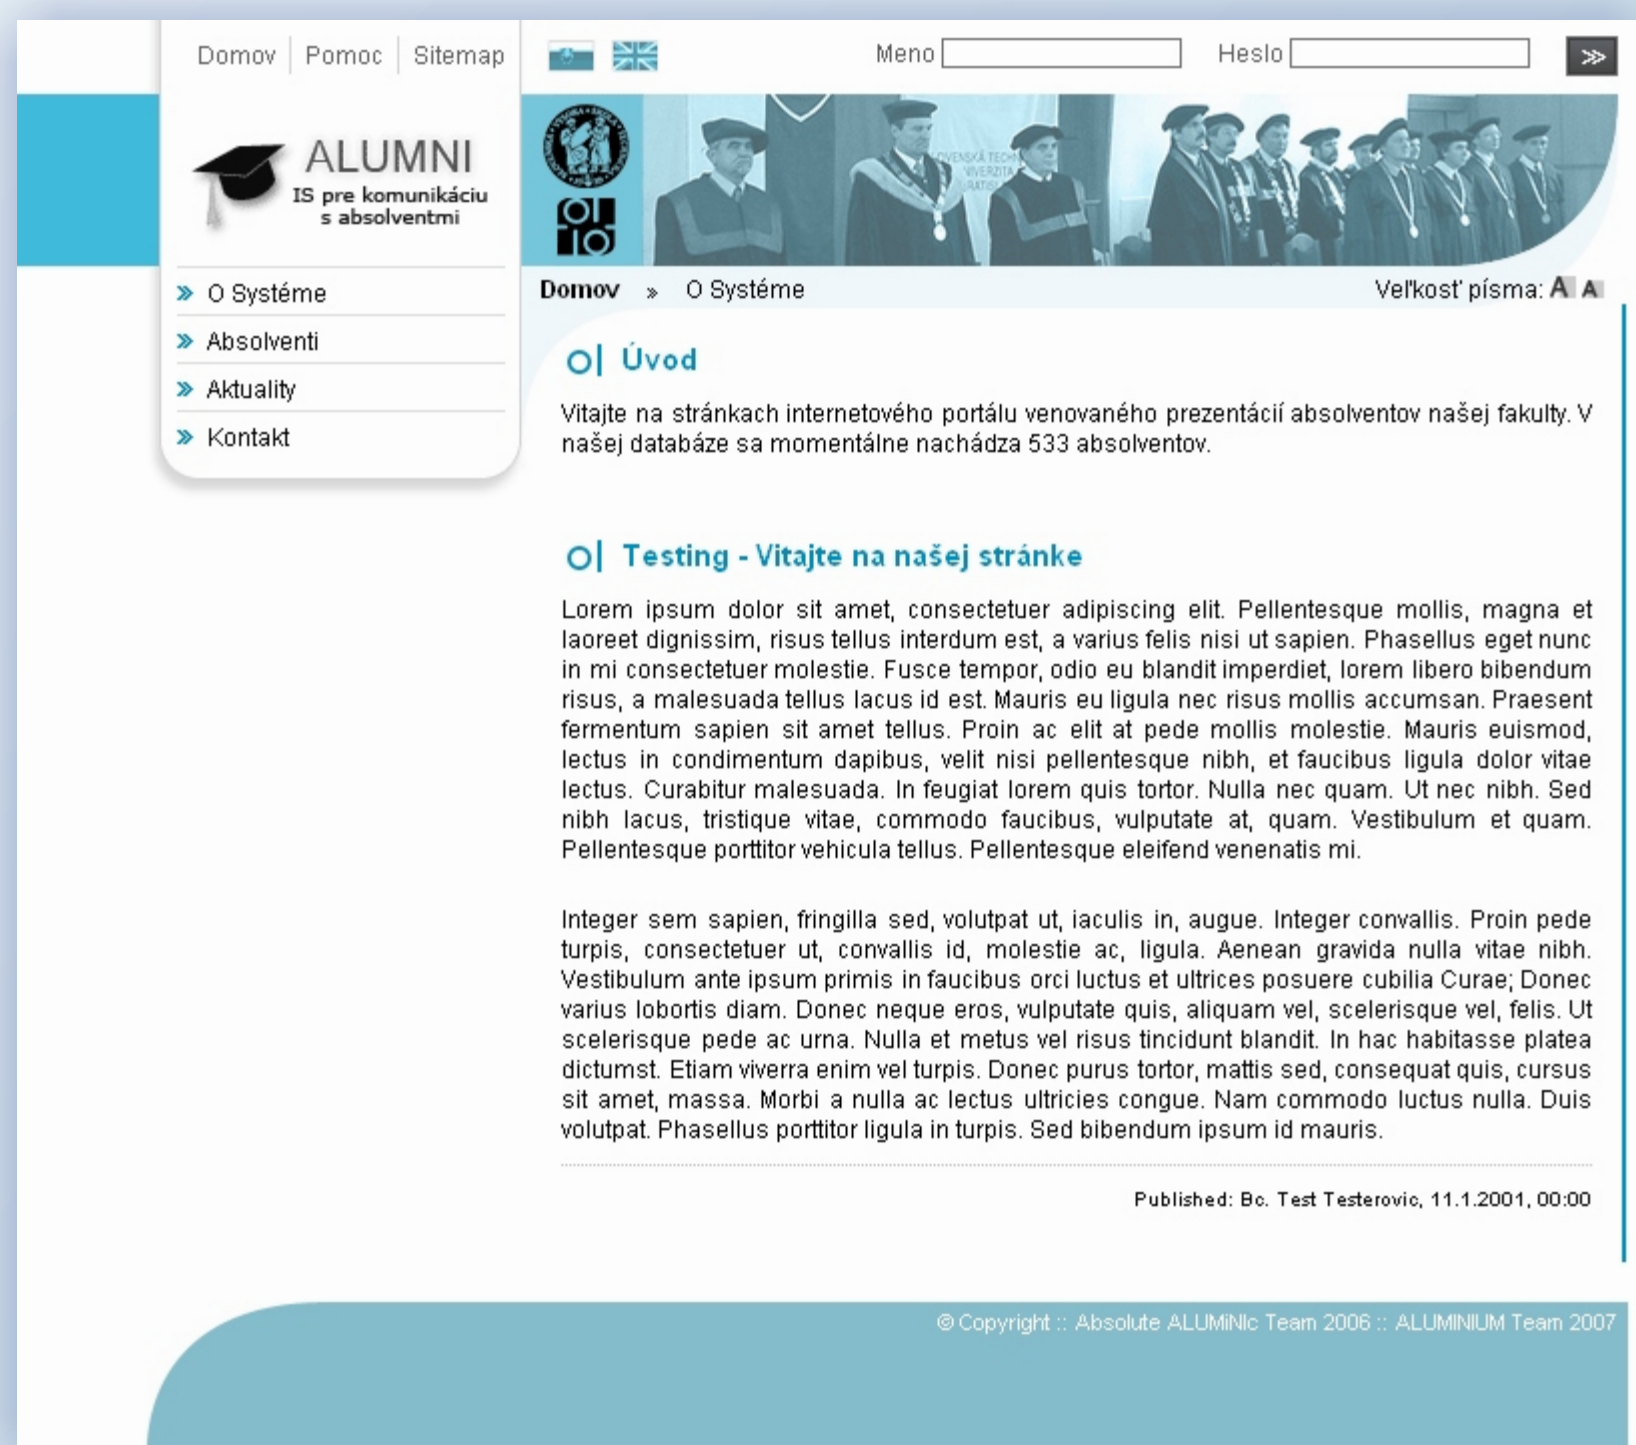 Domov Pomoc Sitemap
Meno Heslo
ALUMNI
IS pre komunikáciu
s absolventmi
OVENSKÁ TECHN
VIVERZITA
RATISL
O Systéme
Absolventi
Aktuality
Kontakt
Domov » O Systéme Veľkosť písma: A A
Úvod
Vitajte na stránkach internetového portálu venovaného prezentácií absolventov našej fakulty. V
našej databáze sa momentálne nachádza 533 absolventov.
Testing - Vitajte na našej stránke
Lorem ipsum dolor sit amet, consectetuer adipiscing elit. Pellentesque mollis, magna et
laoreet dignissim, risus tellus interdum est, a varius felis nisi ut sapien. Phasellus eget nunc
in mi consectetuer molestie. Fusce tempor, odio eu blandit imperdiet, lorem libero bibendum
risus, a malesuada tellus lacus id est. Mauris eu ligula nec risus mollis accumsan. Praesent
fermentum sapien sit amet tellus. Proin ac elit at pede mollis molestie. Mauris euismod,
lectus in condimentum dapibus, velit nisi pellentesque nibh, et faucibus ligula dolor vitae
lectus. Curabitur malesuada. In feugiat lorem quis tortor. Nulla nec quam. Ut nec nibh. Sed
nibh lacus, tristique vitae, commodo faucibus, vulputate at, quam. Vestibulum et quam.
Pellentesque porttitor vehicula tellus. Pellentesque eleifend venenatis mi.
Integer sem sapien, fringilla sed, volutpat ut, iaculis in, augue. Integer convallis. Proin pede
turpis, consectetuer ut, convallis id, molestie ac, ligula. Aenean gravida nulla vitae nibh.
Vestibulum ante ipsum primis in faucibus orci luctus et ultrices posuere cubilia Curae; Donec
varius lobortis diam. Donec neque eros, vulputate quis, aliquam vel, scelerisque vel, felis. Ut
scelerisque pede ac urna. Nulla et metus vel risus tincidunt blandit. In hac habitasse platea
dictumst. Etiam viverra enim vel turpis. Donec purus tortor, mattis sed, consequat quis, cursus
sit amet, massa. Morbi a nulla ac lectus ultricies congue. Nam commodo luctus nulla. Duis
volutpat. Phasellus porttitor ligula in turpis. Sed bibendum ipsum id mauris.
Published: Bc. Test Testerovic, 11.1.2001, 00:00
© Copyright :: Absolute ALUMiNIc Team 2006 :: ALUMINIUM Team 2007